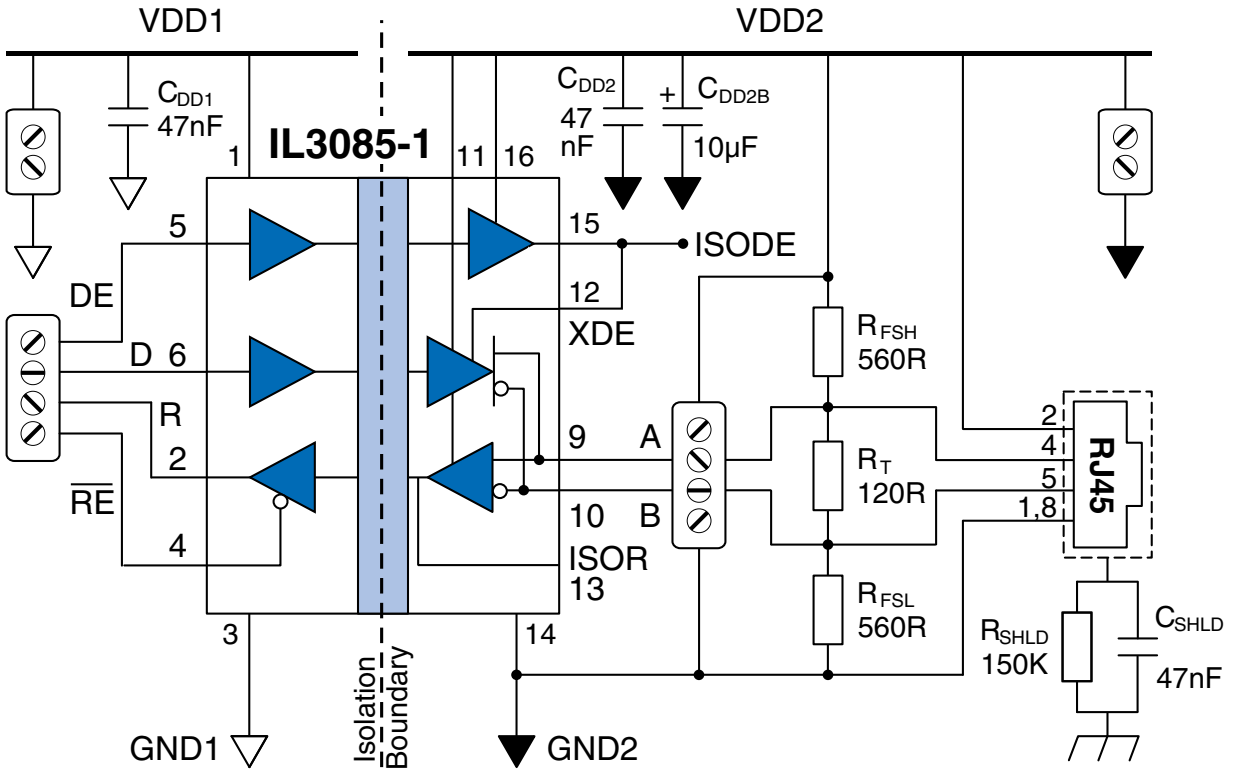 VDD1
VDD2
CDD1
47nF
CDD2
47
nF
+
CDD2B
10µF
1
IL3085-1
11
16
5
15
ISODE
DE
12
XDE
D
6
RFSH
560R
R
2
RE
9
A
RT
120R
2
4
5
1,8
RJ45
10
B
4
ISOR
13
RFSL
560R
3
14
RSHLD
150K
CSHLD
47nF
Isolation
Boundary
GND1
GND2